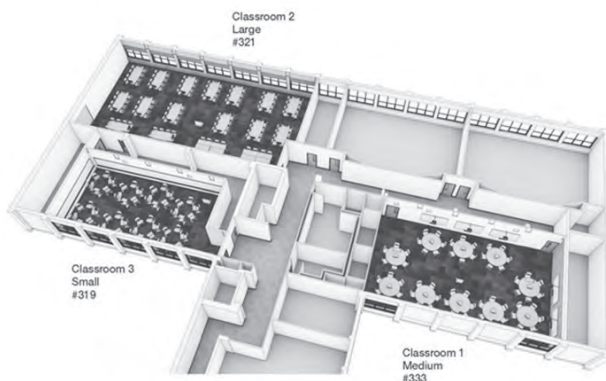 Classroom 2
Large
#321
Classroom 3
Small
#319
Classroom 1
Medium
#333